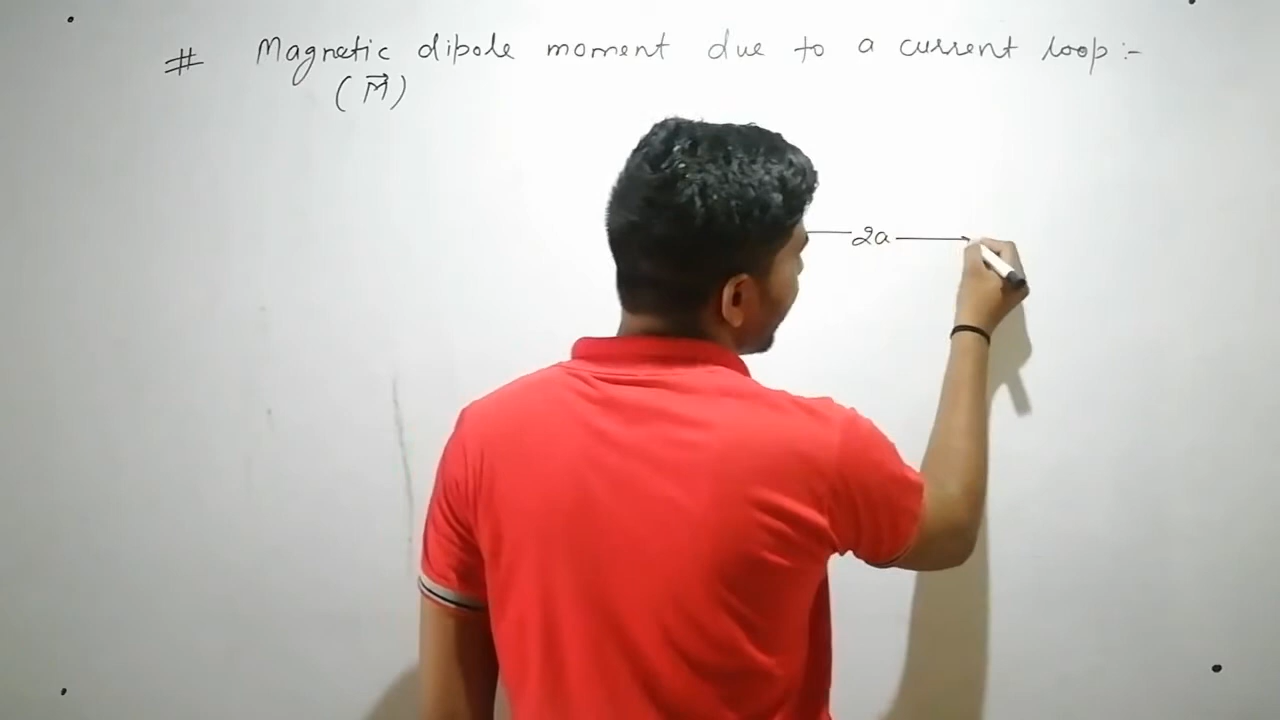 # Magnetic dipole moment due to a current loop :-
(M⃗)
2a